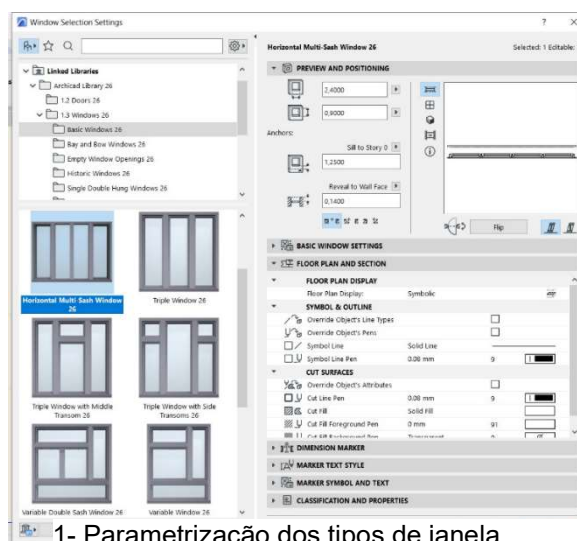 Window Selection Settings
? ×
Linked Libraries
Archicad Library 26
1.2 Doors 26
1.3 Windows 26
Basic Windows 26
Bay and Bow Windows 26
Empty Window Openings 26
Historic Windows 26
Single Double Hung Windows 26
Horizontal Multi-Sash Window
26
Triple Window 26
Triple Window with Middle
Transom 26
Triple Window with Side
Transoms 26
Variable Double Sash Window 26
Variable Window 26
Horizontal Multi-Sash Window 26
Selected: 1 Editable:
PREVIEW AND POSITIONING
2,4000
0,9000
Anchors:
Sill to Story 0
1,2500
Reveal to Wall Face
0,1400
Flip
BASIC WINDOW SETTINGS
FLOOR PLAN AND SECTION
FLOOR PLAN DISPLAY
Floor Plan Display: Symbolic
SYMBOL & OUTLINE
Override Object's Line Types
Override Object's Pens
Symbol Line Solid Line
Symbol Line Pen 0.08 mm 9
CUT SURFACES
Override Object's Attributes
Cut Line Pen 0.08 mm 9
Cut Fill Solid Fill
Cut Fill Foreground Pen 0 mm 91
Cut Fill Background Pen Transparent
DIMENSION MARKER
MARKER TEXT STYLE
MARKER SYMBOL AND TEXT
CLASSIFICATION AND PROPERTIES
1- Parametrização dos tipos de janela